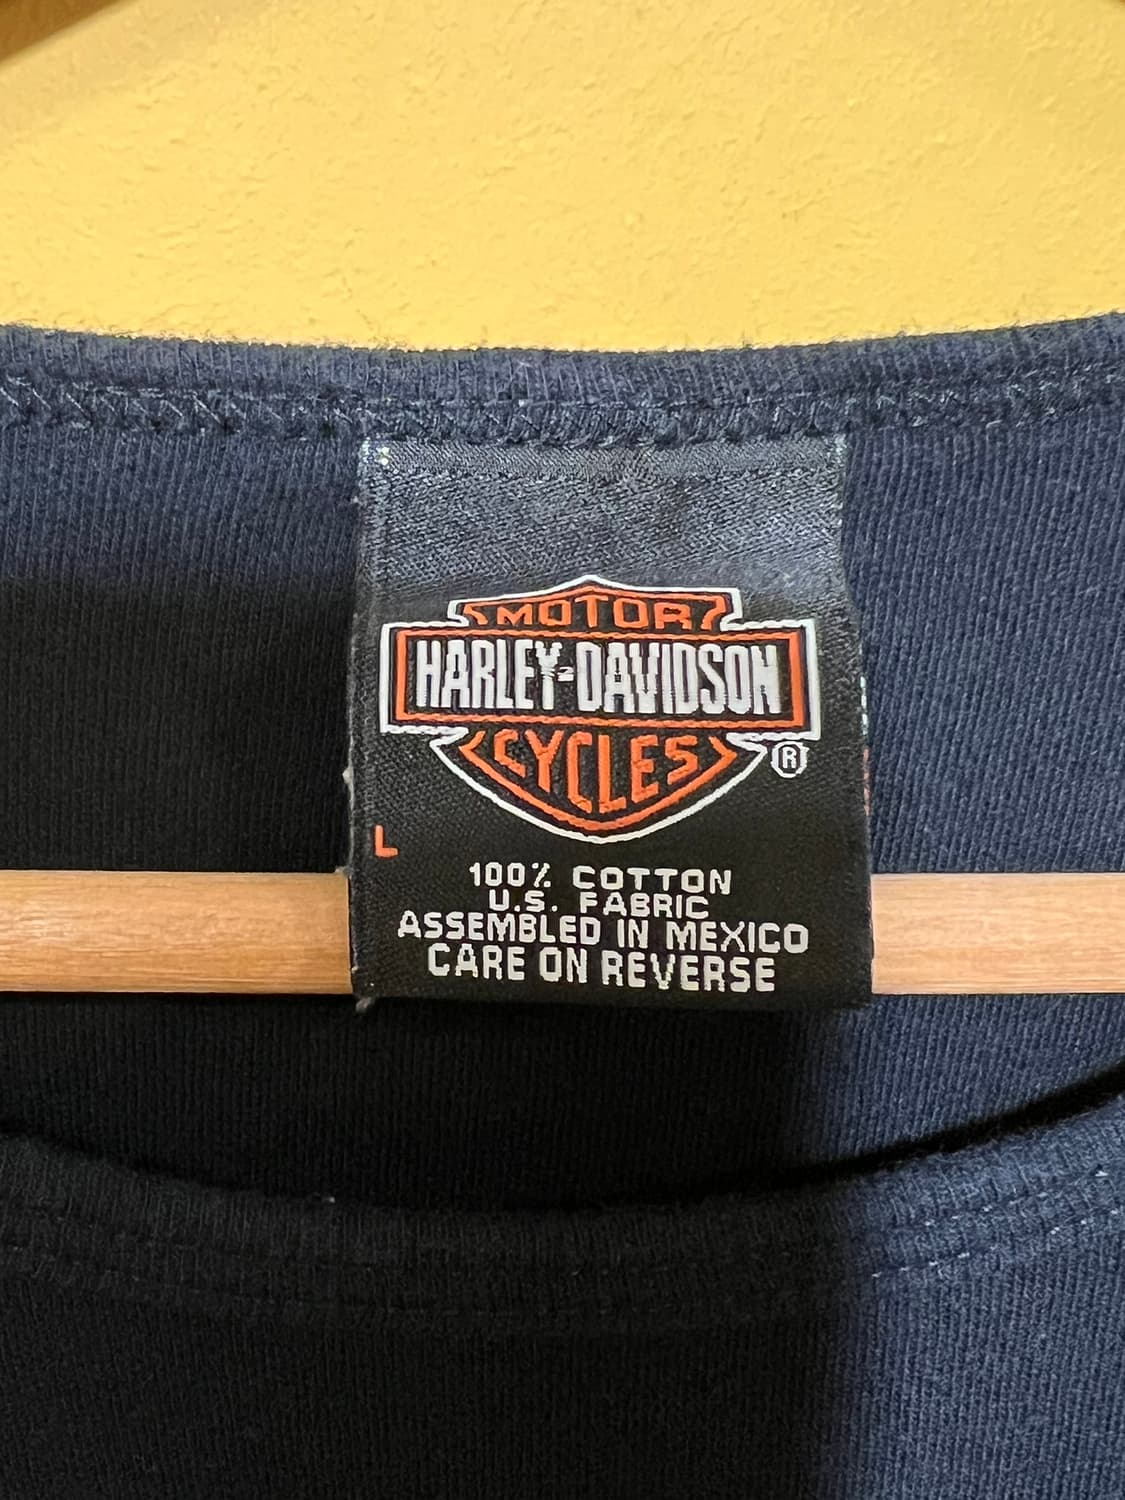 MOTOR
HARLEY-DAVIDSON
CYCLES
®
L
100% COTTON
U.S. FABRIC
ASSEMBLED IN MEXICO
CARE ON REVERSE